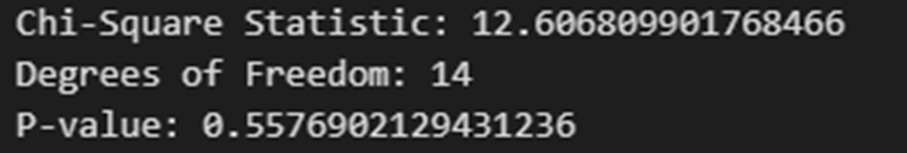 Chi-Square Statistic: 12.606809901768466
Degrees of Freedom: 14
P-value: 0.5576902129431236